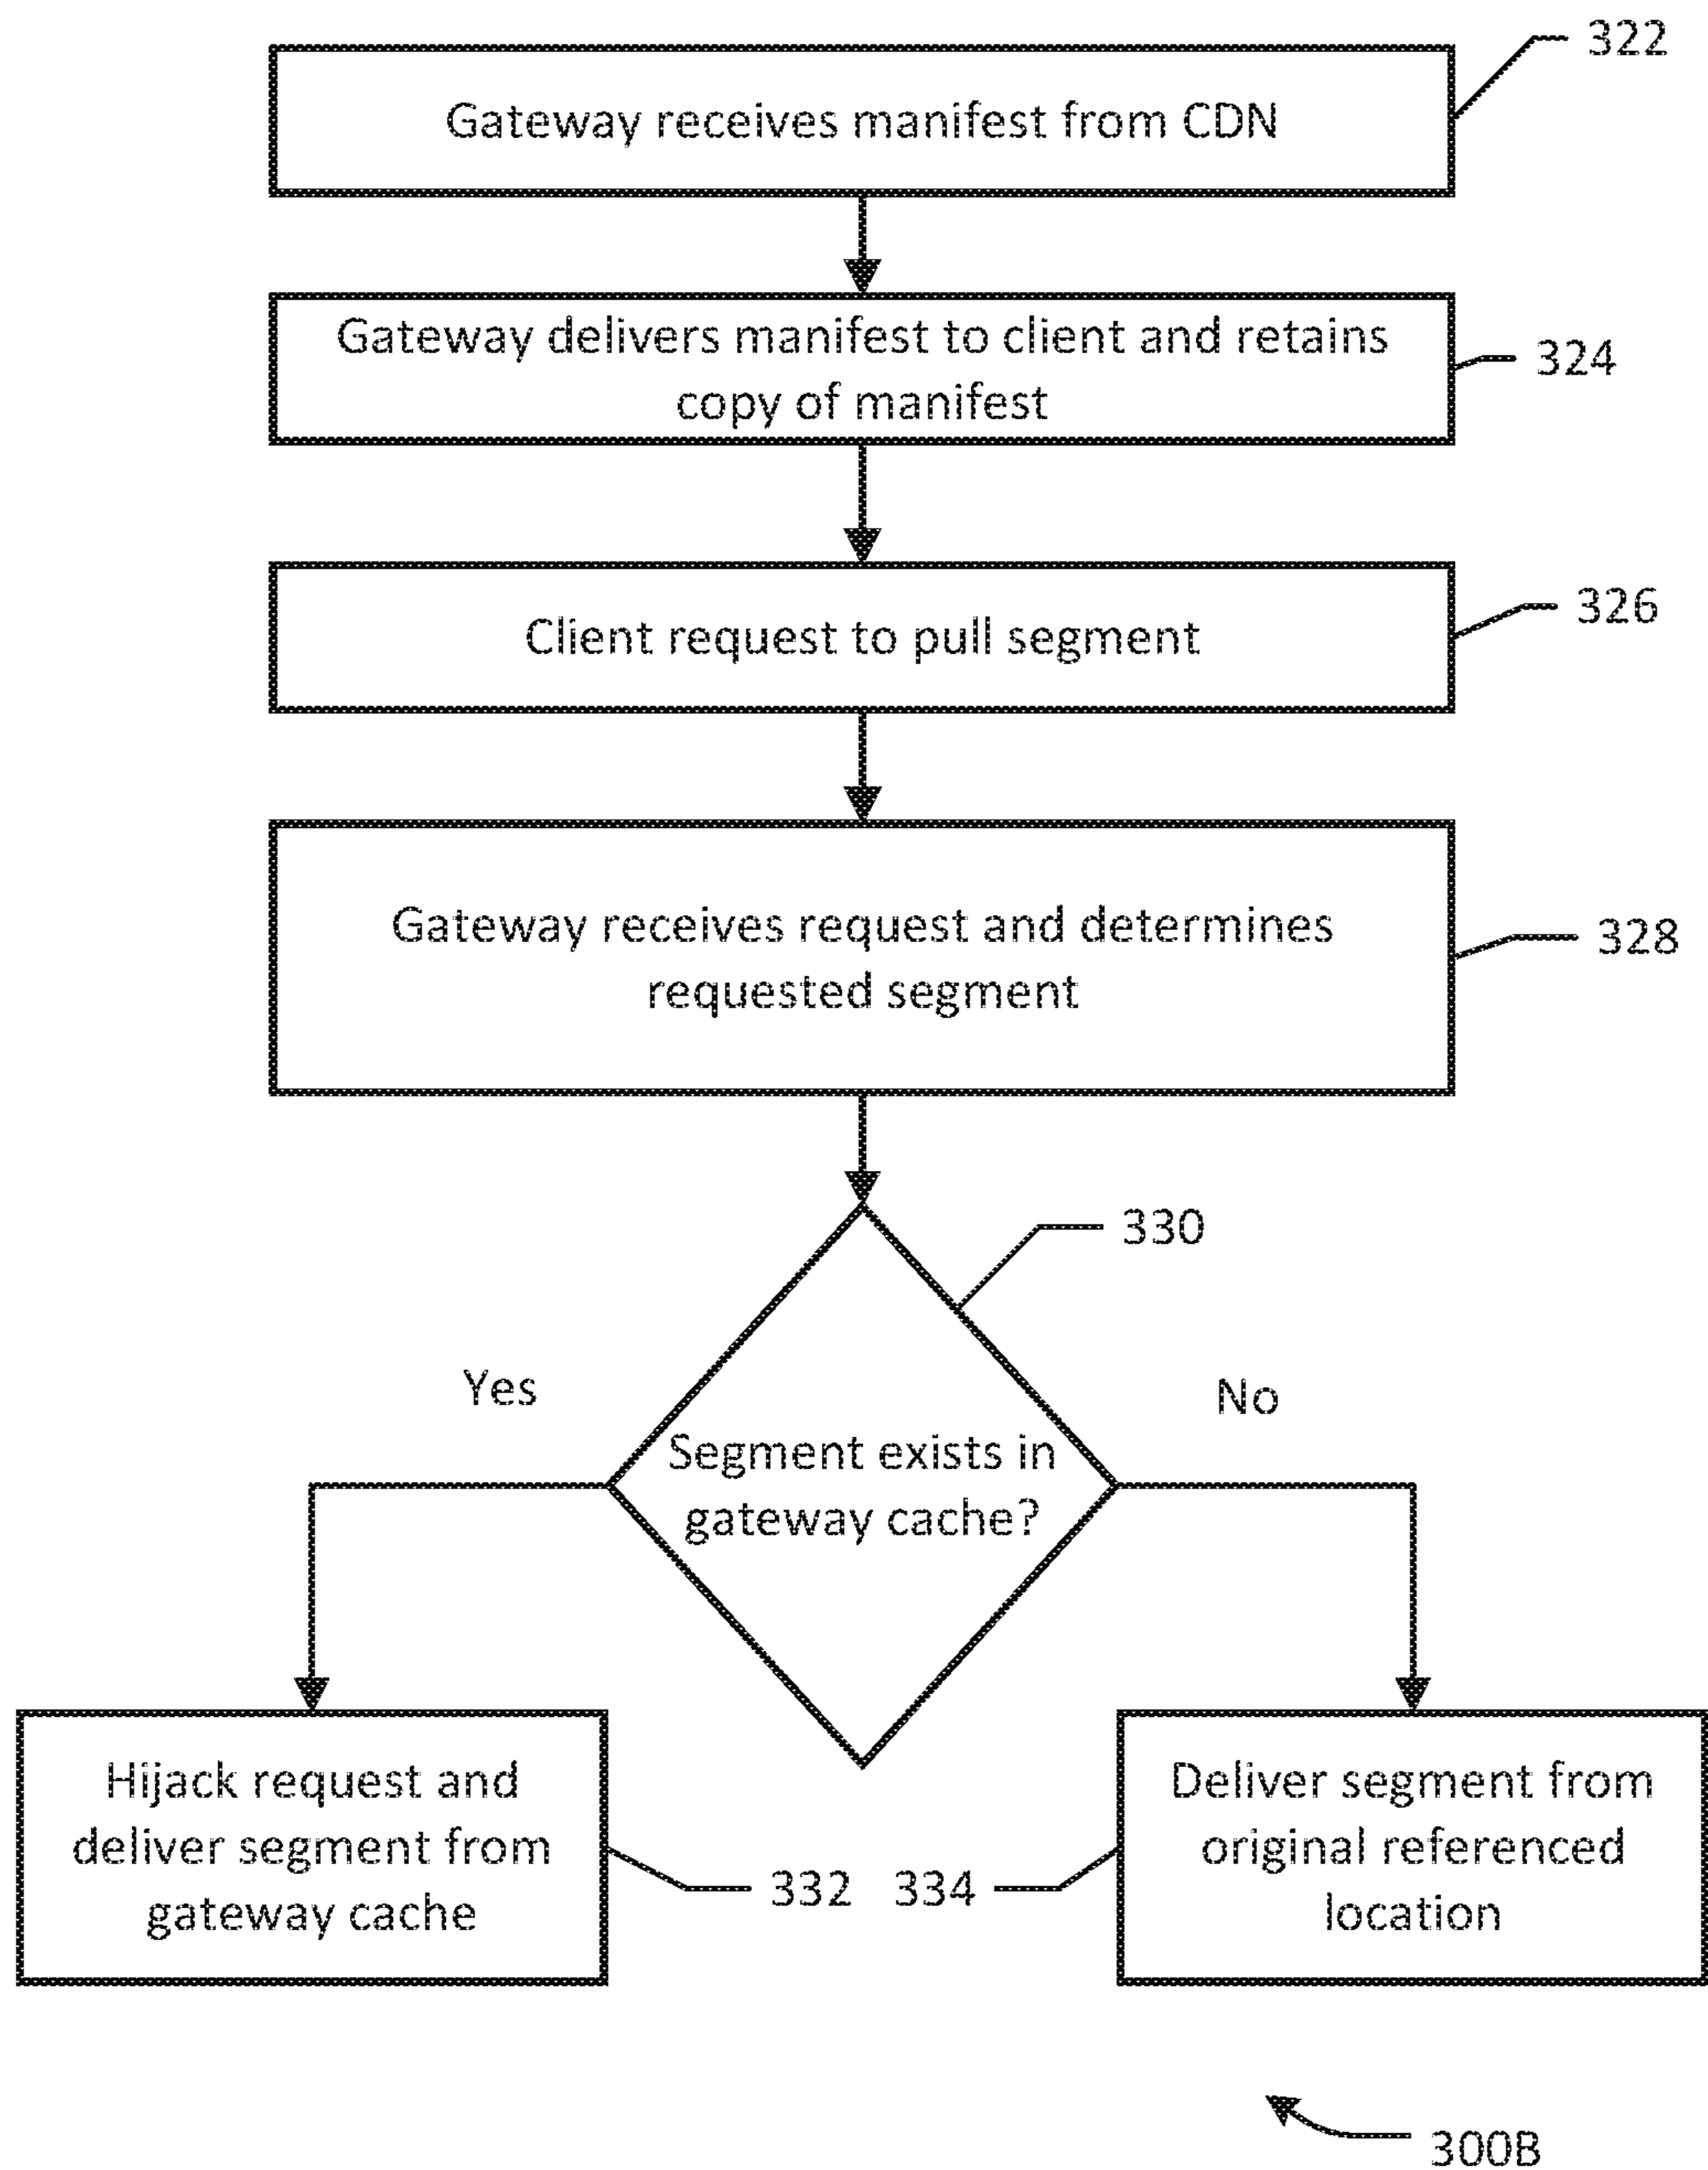 322
Gateway receives manifest from CDN
Gateway delivers manifest to client and retains
copy of manifest
324
Client request to pull segment
326
Gateway receives request and determines
requested segment
328
330
Yes
No
Segment exists in
gateway cache?
Hijack request and
deliver segment from
gateway cache
332
334
Deliver segment from
original referenced
location
300B